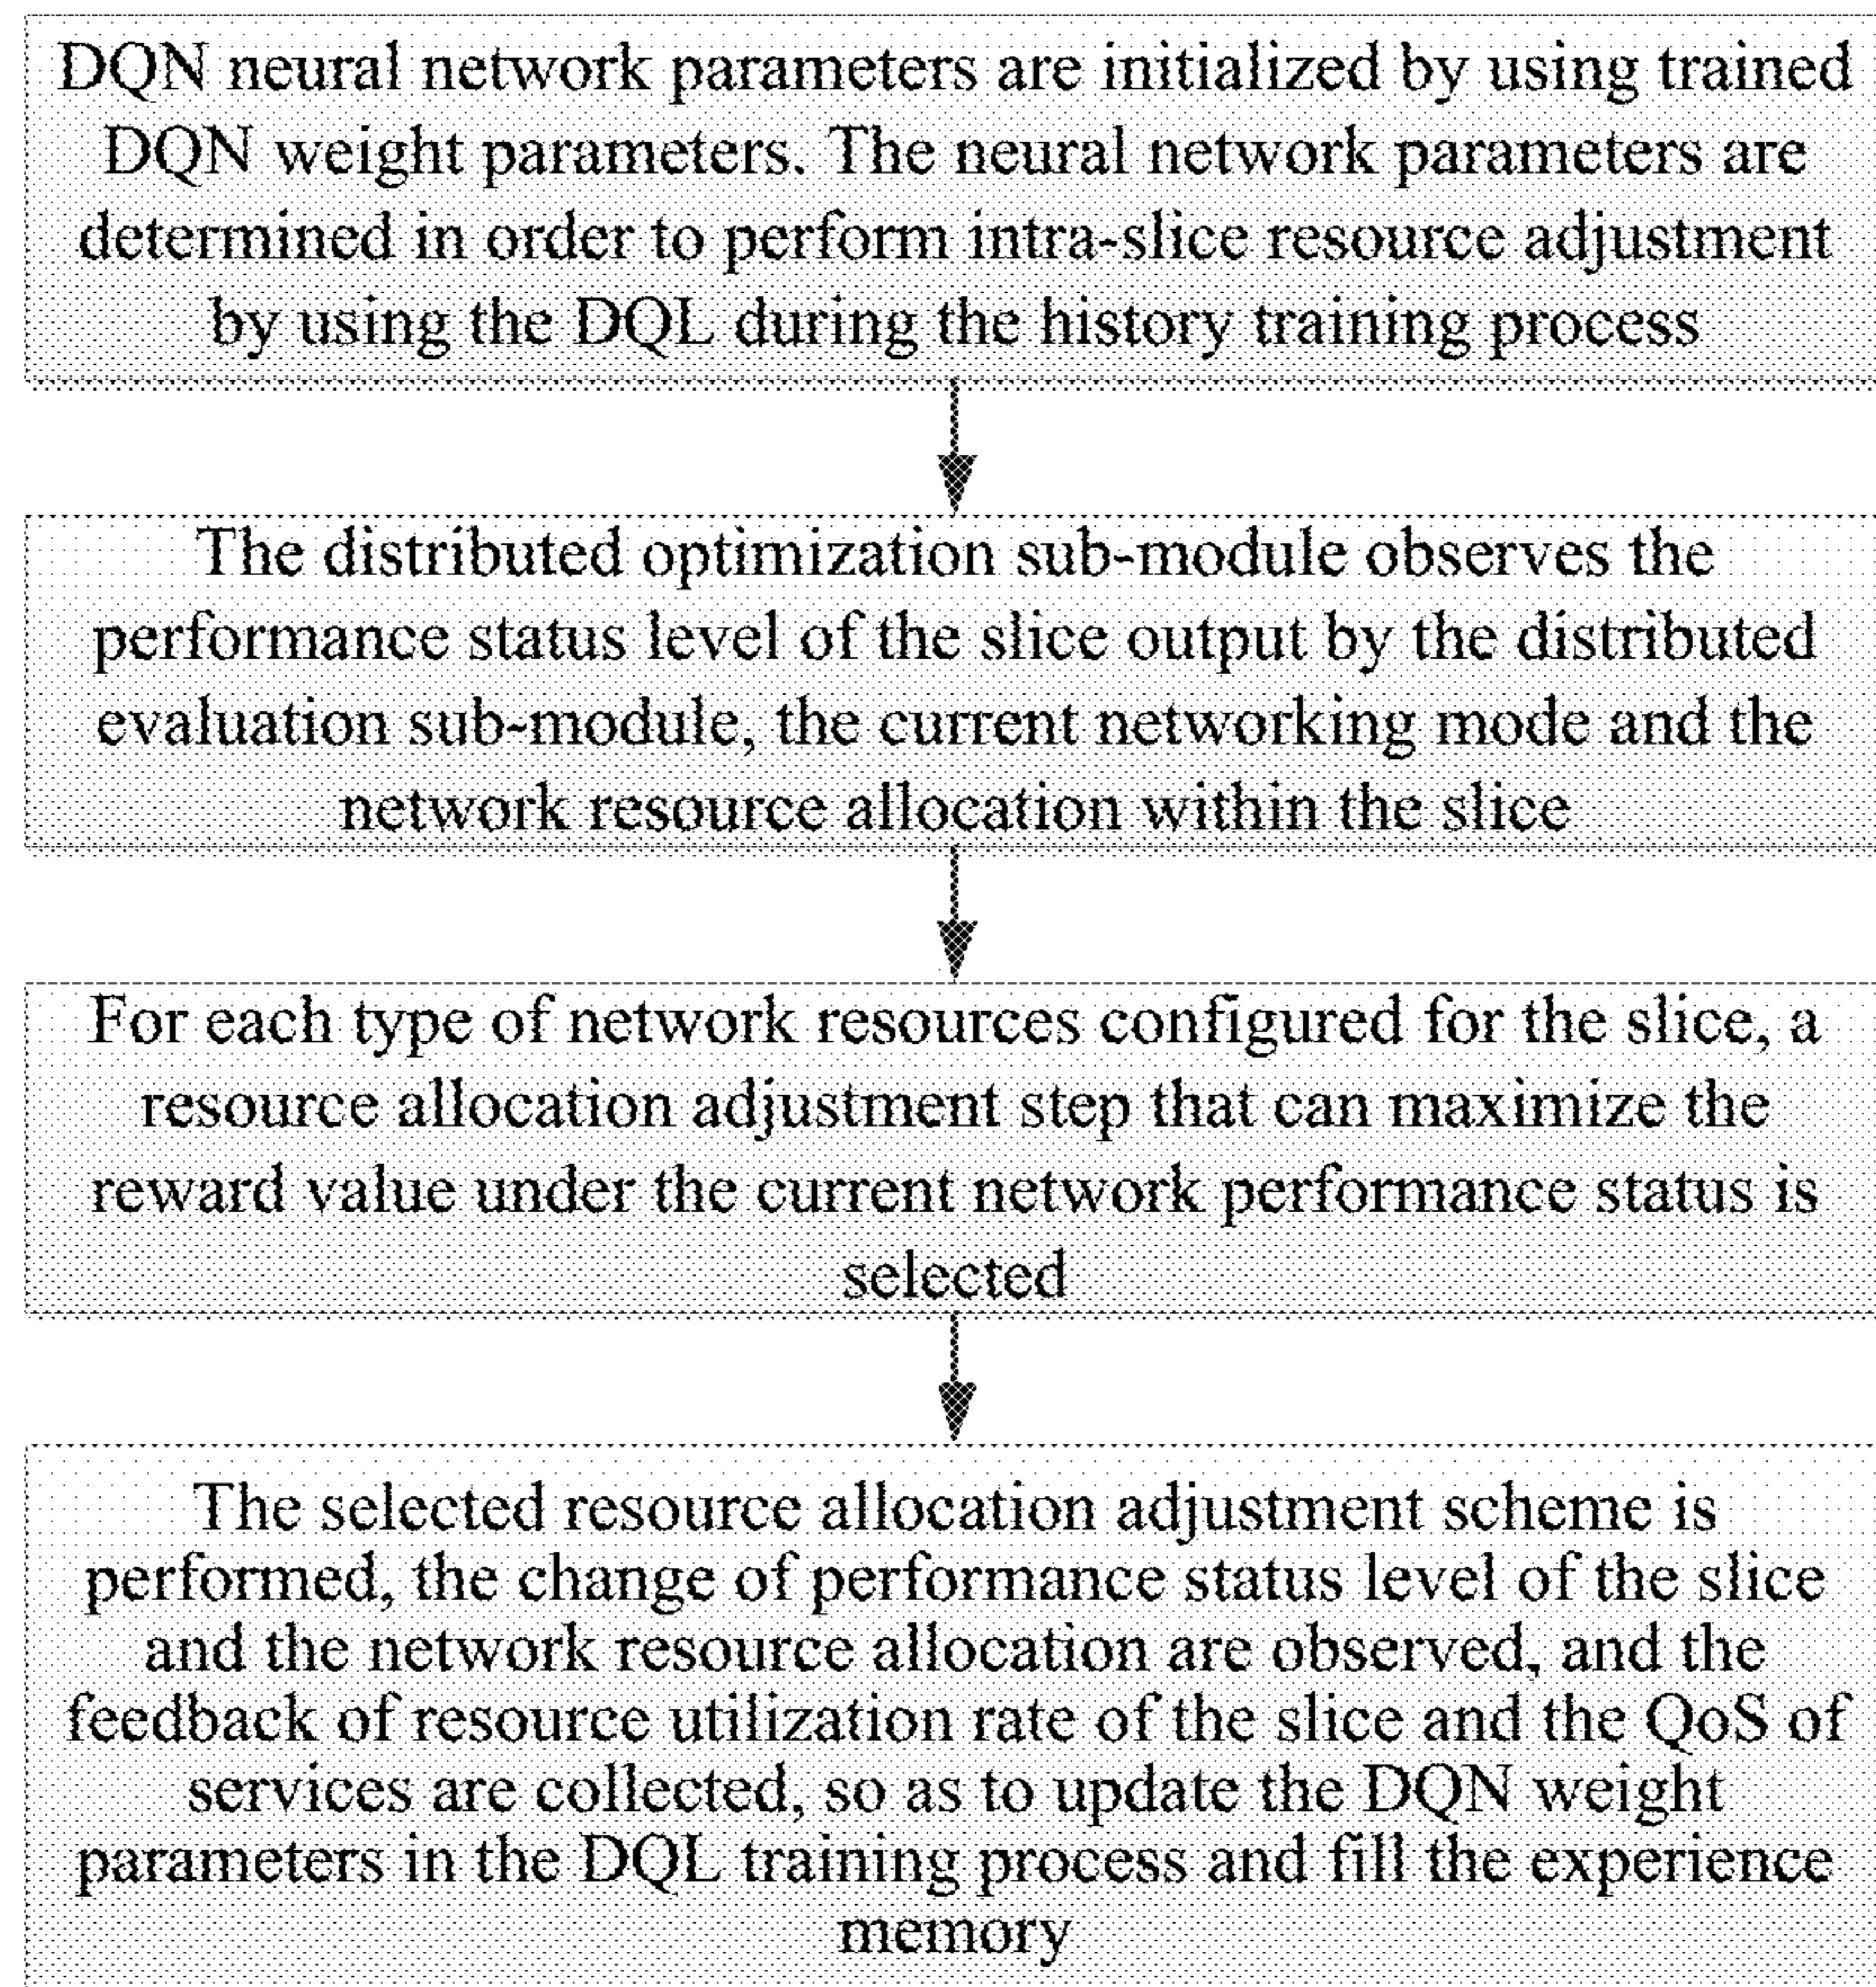 DQN neural network parameters are initialized by using trained
DQN weight parameters. The neural network parameters are
determined in order to perform intra-slice resource adjustment
by using the DQL during the history training process
The distributed optimization sub-module observes the
performance status level of the slice output by the distributed
evaluation sub-module, the current networking mode and the
network resource allocation within the slice
For each type of network resources configured for the slice, a
resource allocation adjustment step that can maximize the
reward value under the current network performance status is
selected
The selected resource allocation adjustment scheme is
performed, the change of performance status level of the slice
and the network resource allocation are observed, and the
feedback of resource utilization rate of the slice and the QoS of
services are collected, so as to update the DQN weight
parameters in the DQL training process and fill the experience
memory